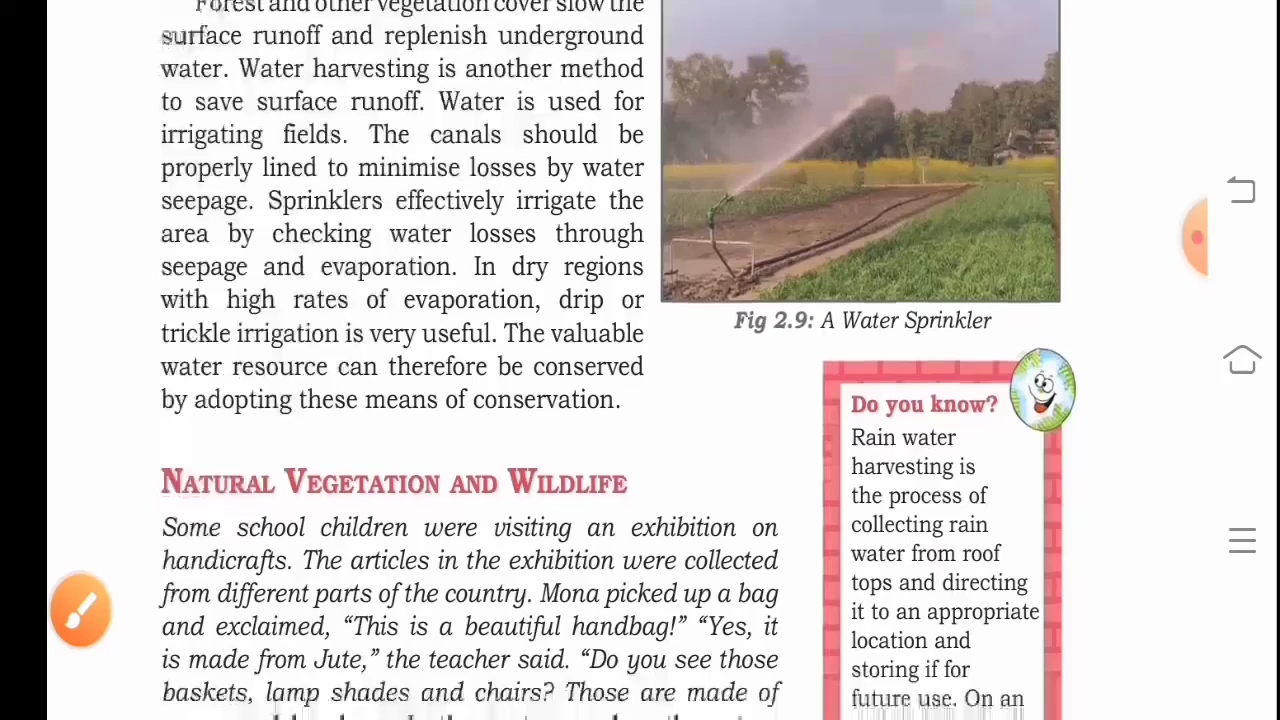 Forest and other vegetation cover slow the
surface runoff and replenish underground
water. Water harvesting is another method
to save surface runoff. Water is used for
irrigating fields. The canals should be
properly lined to minimise losses by water
seepage. Sprinklers effectively irrigate the
area by checking water losses through
seepage and evaporation. In dry regions
with high rates of evaporation, drip or
trickle irrigation is very useful. The valuable
water resource can therefore be conserved
by adopting these means of conservation.
Fig 2.9: A Water Sprinkler
NATURAL VEGETATION AND WILDLIFE
Some school children were visiting an exhibition on
handicrafts. The articles in the exhibition were collected
from different parts of the country. Mona picked up a bag
and exclaimed, “This is a beautiful handbag!” “Yes, it
is made from Jute,” the teacher said. “Do you see those
baskets, lamp shades and chairs? Those are made of
Do you know?
Rain water
harvesting is
the process of
collecting rain
water from roof
tops and directing
it to an appropriate
location and
storing if for
future use. On an